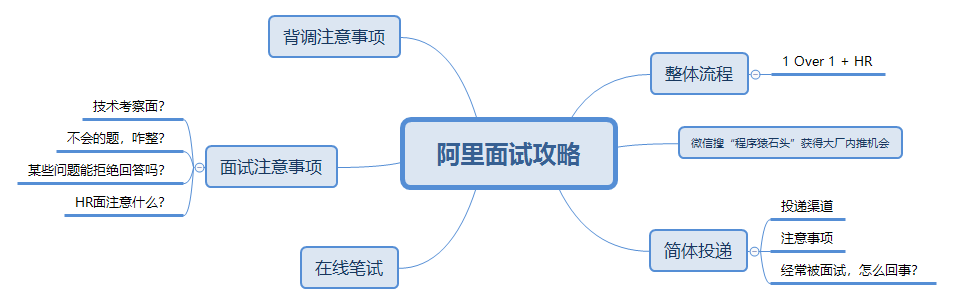 阿里面试攻略
整体流程
1 Over 1 + HR
微信搜“程序猿石头”获得大厂内推机会
简体投递
投递渠道
注意事项
经常被面试，怎么回事?
背调注意事项
面试注意事项
技术考察面?
不会的题，咋整?
某些问题能拒绝回答吗?
HR面注意什么?
在线笔试